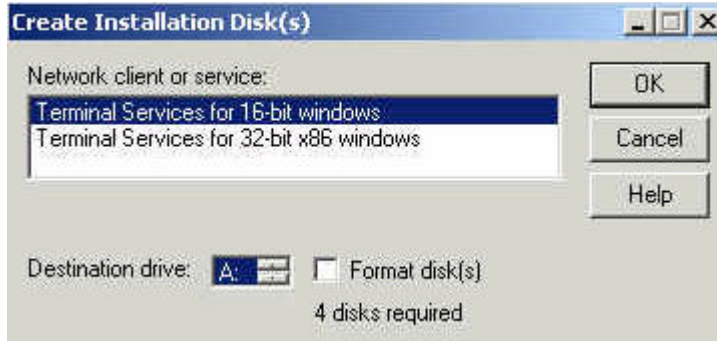 Create Installation Disk(s)
Network client or service:
Terminal Services for 16-bit windows
Terminal Services for 32-bit x86 windows
OK
Cancel
Help
Destination drive: A: Format disk(s)
4 disks required